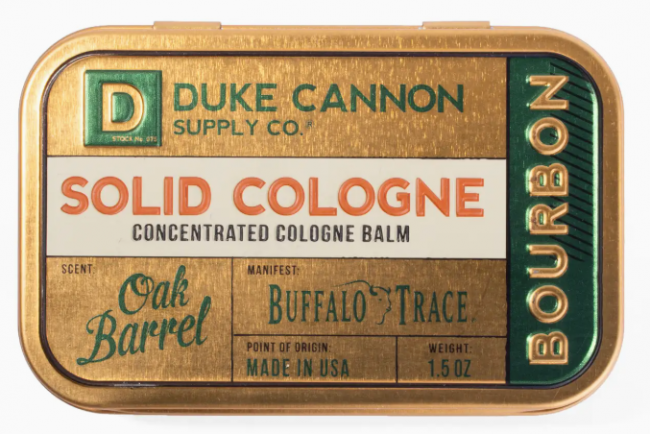 D
DUKE CANNON
SUPPLY CO.®
SOLID COLOGNE
CONCENTRATED COLOGNE BALM
SCENT
Oak
Barrel
MANIFEST:
BUFFALO TRACE
POINT OF ORIGIN:
MADE IN USA
WEIGHT:
1.5 OZ
BOURBON